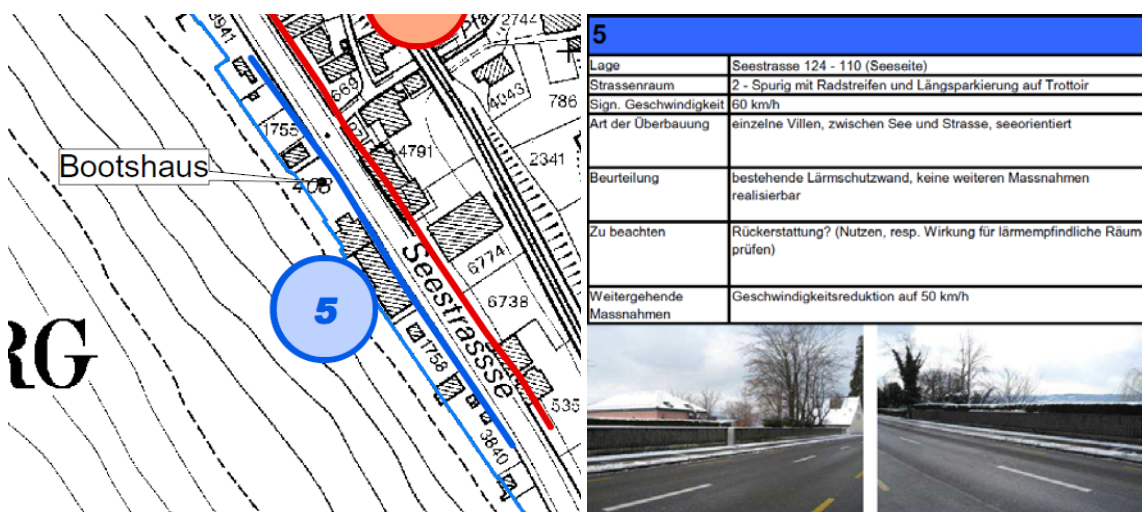 3941
2744
669
4043
786
1755
4791
2341
Bootshaus
408
Seestrassse
6774
5
6738
RG
1758
535
3840
5
Lage Seestrasse 124 - 110 (Seeseite)
Strassenraum 2 - Spurig mit Radstreifen und Längsparkierung auf Trottoir
Sign. Geschwindigkeit 60 km/h
Art der Überbauung einzelne Villen, zwischen See und Strasse, seeorientiert
Beurteilung bestehende Lärmschutzwand, keine weiteren Massnahmen
realisierbar
Zu beachten Rückerstattung? (Nutzen, resp. Wirkung für lärmempfindliche Räume
prüfen)
Weitergehende Geschwindigkeitsreduktion auf 50 km/h
Massnahmen